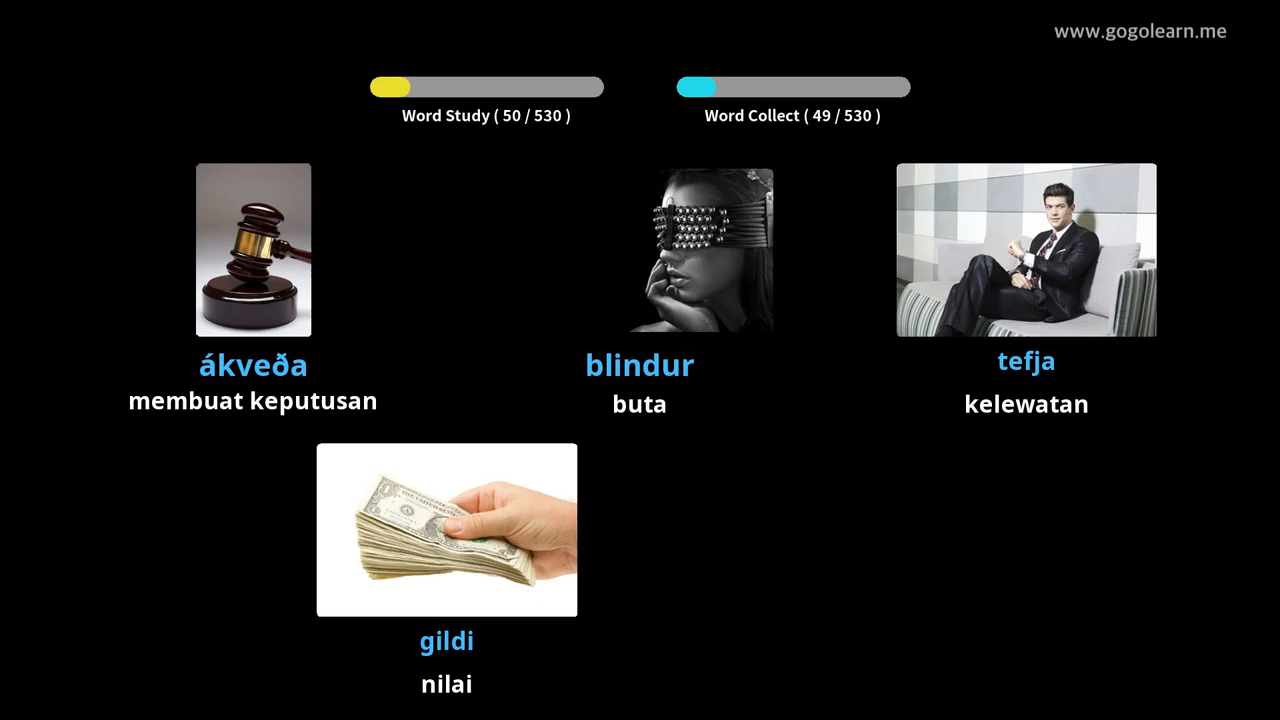 www.gogolearn.me
Word Study ( 50 / 530 )
Word Collect ( 49 / 530 )
ákveða
membuat keputusan
blindur
buta
tefja
kelewatan
gildi
nilai